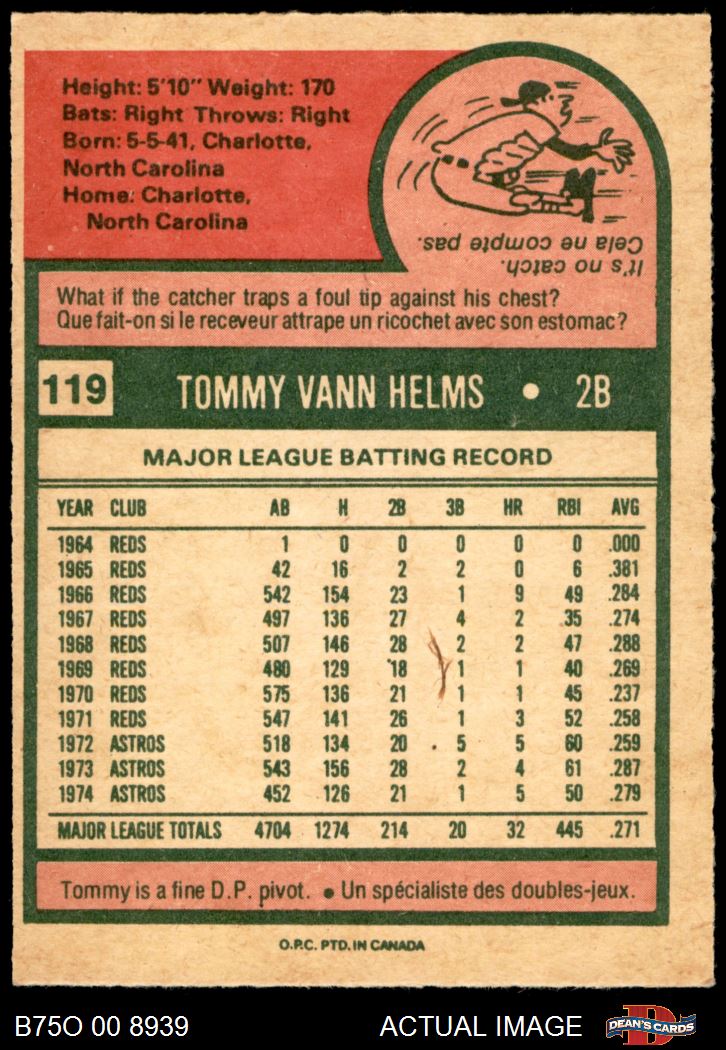 Height: 5'10" Weight: 170
Bats: Right Throws: Right
Born: 5-5-41, Charlotte,
North Carolina
Home: Charlotte,
North Carolina
It's no catch.
Cela ne compte pas.
What if the catcher traps a foul tip against his chest?
Que fait-on si le receveur attrape un ricochet avec son estomac?
119 TOMMY VANN HELMS • 2B
MAJOR LEAGUE BATTING RECORD
YEAR CLUB AB H 2B 3B HR RBI AVG
1964 REDS 1 0 0 0 0 0 .000
1965 REDS 42 16 2 2 0 6 .381
1966 REDS 542 154 23 1 9 49 .284
1967 REDS 497 136 27 4 2 35 .274
1968 REDS 507 146 28 2 2 47 .288
1969 REDS 480 129 18 1 1 40 .269
1970 REDS 575 136 21 1 1 45 .237
1971 REDS 547 141 26 1 3 52 .258
1972 ASTROS 518 134 20 5 5 60 .259
1973 ASTROS 543 156 28 2 4 61 .287
1974 ASTROS 452 126 21 1 5 50 .279
MAJOR LEAGUE TOTALS 4704 1274 214 20 32 445 .271
Tommy is a fine D.P. pivot. • Un spécialiste des doubles-jeux.
O.P.C. PTD. IN CANADA
B75O 00 8939 ACTUAL IMAGE DEAN'S CARDS